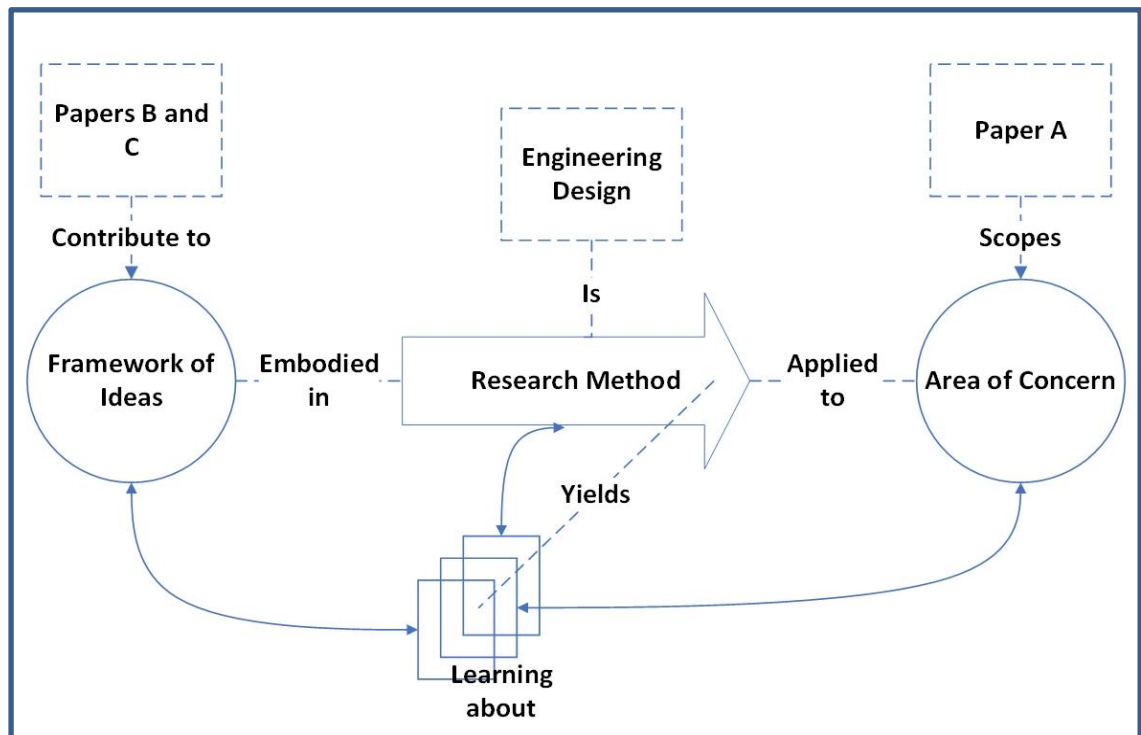 Papers B and
C
Engineering
Design
Paper A
Contribute to
Is
Scopes
Framework of
Ideas
Embodied
in
Research Method
Applied
to
Area of Concern
Yields
Learning
about